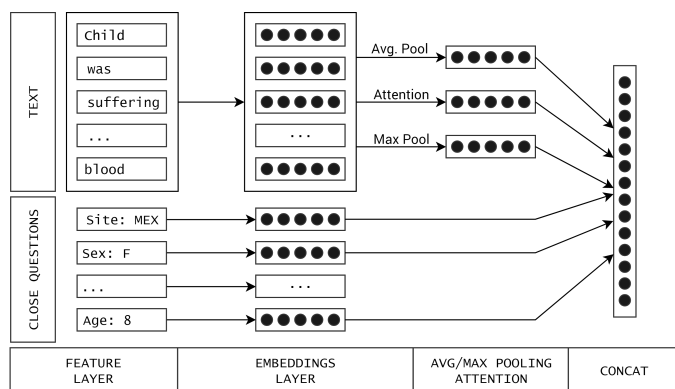 TEXT
Child
was
suffering
...
blood
...
Avg. Pool
Attention
Max Pool
CLOSE QUESTIONS
Site: MEX
Sex: F
...
...
Age: 8
FEATURE
LAYER
EMBEDDINGS
LAYER
AVG/MAX POOLING
ATTENTION
CONCAT